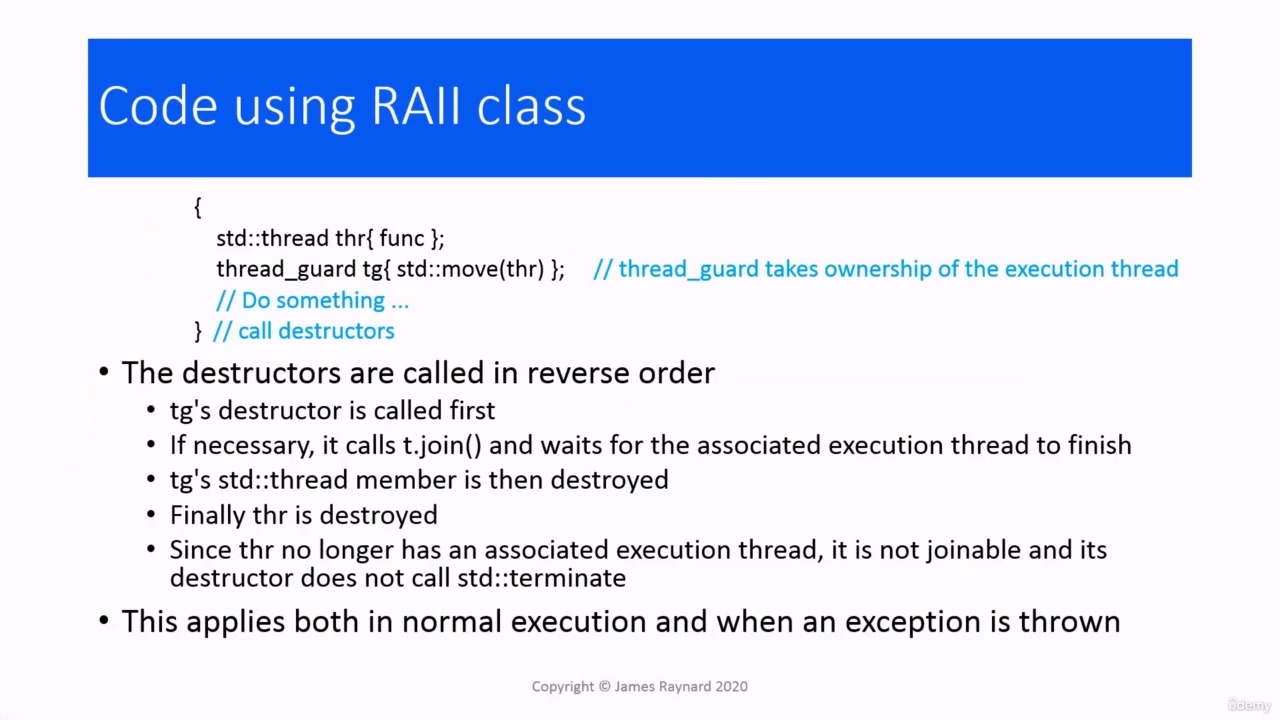 Code using RAII class
{
std::thread thr{ func };
thread_guard tg{ std::move(thr) }; // thread_guard takes ownership of the execution thread
// Do something ...
} // call destructors
• The destructors are called in reverse order
• tg's destructor is called first
• If necessary, it calls t.join() and waits for the associated execution thread to finish
• tg's std::thread member is then destroyed
• Finally thr is destroyed
• Since thr no longer has an associated execution thread, it is not joinable and its
destructor does not call std::terminate
• This applies both in normal execution and when an exception is thrown
Copyright © James Raynard 2020
ûdemy